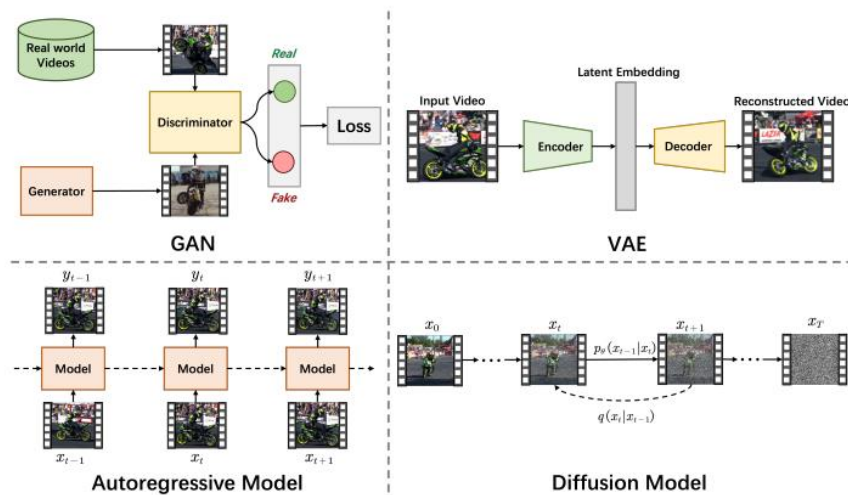 Real world
Videos
Real
Discriminator
Loss
Generator
Fake
GAN
Latent Embedding
Input Video
Reconstructed Video
Encoder
Decoder
VAE
y_{t-1}
y_t
y_{t+1}
Model
Model
Model
x_{t-1}
x_t
x_{t+1}
Autoregressive Model
x_0
x_t
x_{t+1}
x_T
p_θ(x_{t-1}|x_t)
q(x_t|x_{t-1})
Diffusion Model